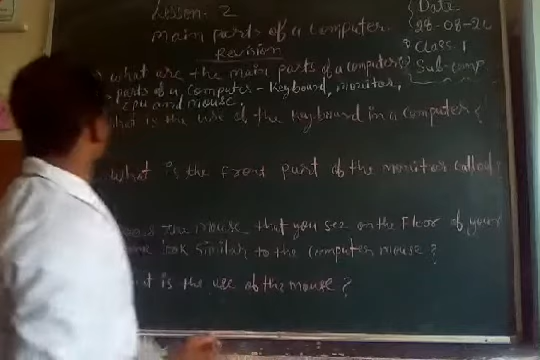 Lesson - 2
Main parts of a computer.
Revision
Date
28-08-2
Class - 1
Sub - comp
what are the main parts of a computer?
parts of a computer - keyboard, monitor,
cpu and mouse.
what is the use of the keyboard in a computer?
what is the front part of the monitor called?
the mouse that you see on the floor of your
look similar to the computer mouse?
is the use of the mouse?